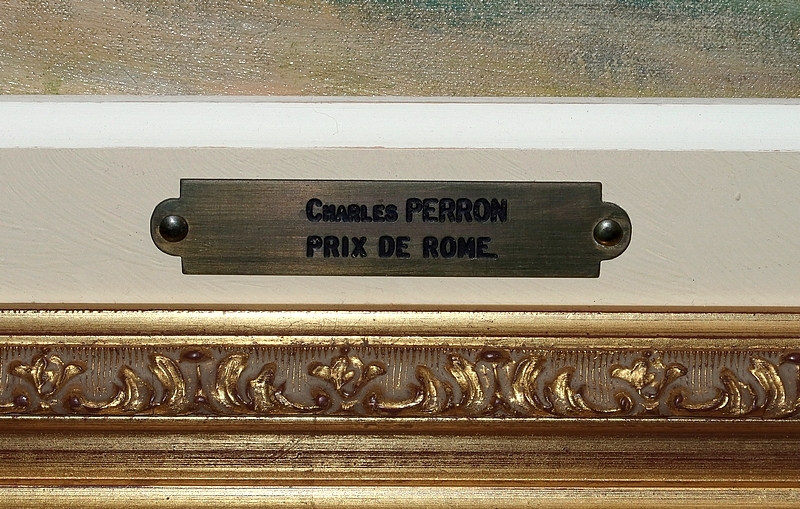 Charles PERRON
PRIX DE ROME